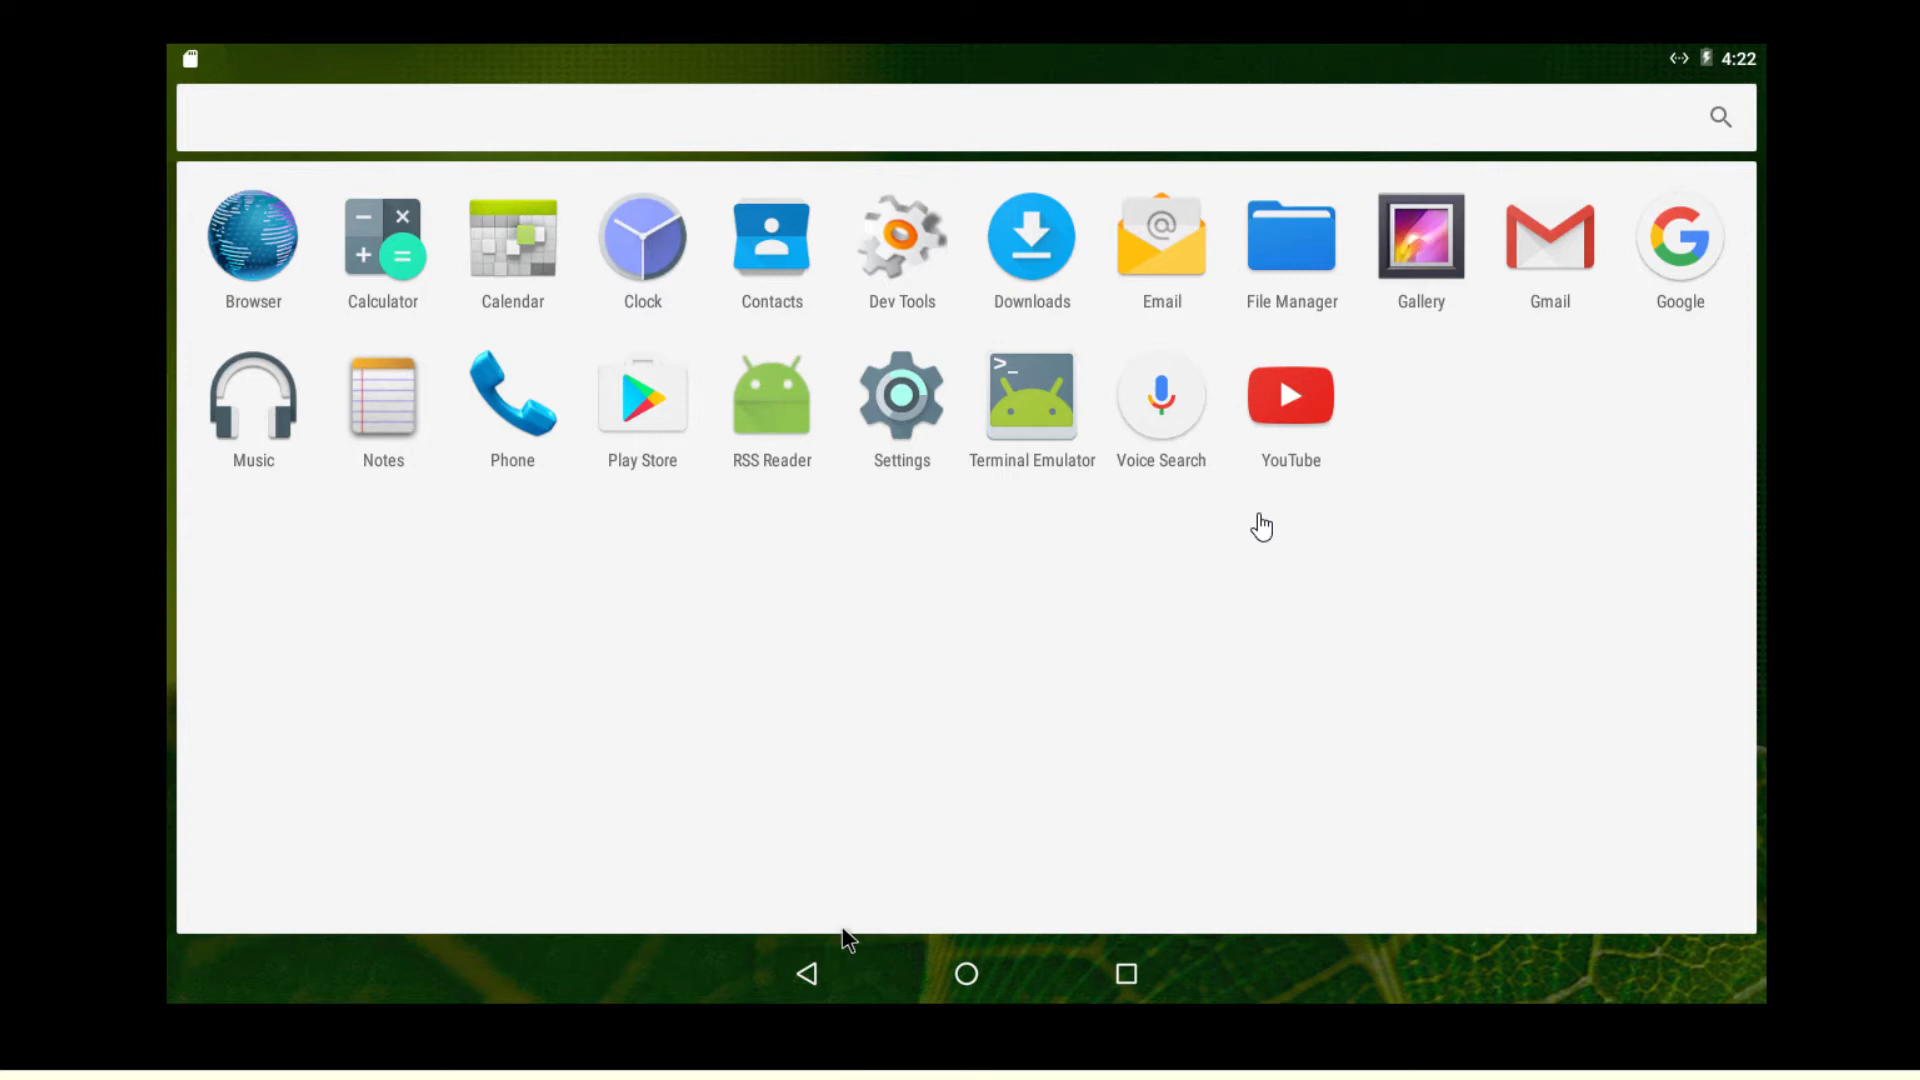 4:22
Browser Calculator Calendar Clock Contacts Dev Tools Downloads Email File Manager Gallery Gmail Google
Music Notes Phone Play Store RSS Reader Settings Terminal Emulator Voice Search YouTube